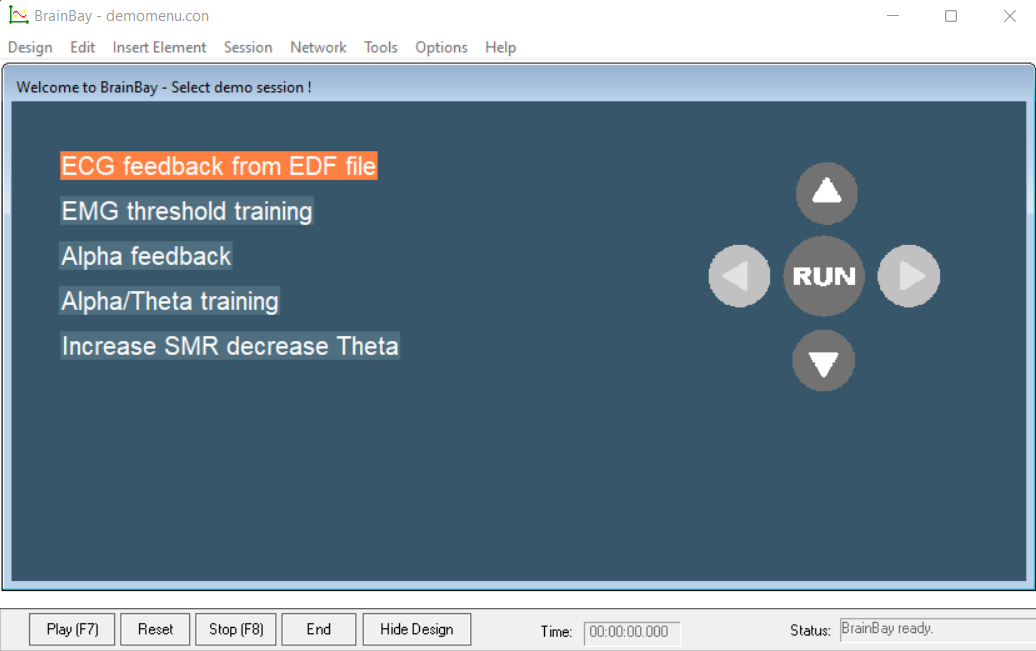 BrainBay - demomenu.con
Design Edit Insert Element Session Network Tools Options Help
Welcome to BrainBay - Select demo session !
ECG feedback from EDF file
EMG threshold training
Alpha feedback
Alpha/Theta training
Increase SMR decrease Theta
RUN
Play (F7) Reset Stop (F8) End Hide Design Time: 00:00:00.000 Status: BrainBay ready.